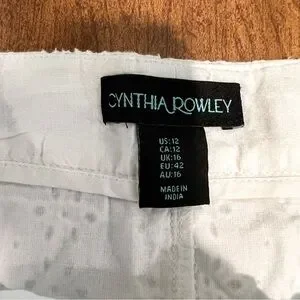 CYNTHIA ROWLEY
US:12
CA:12
UK:16
EU:42
AU:16
MADE IN
INDIA